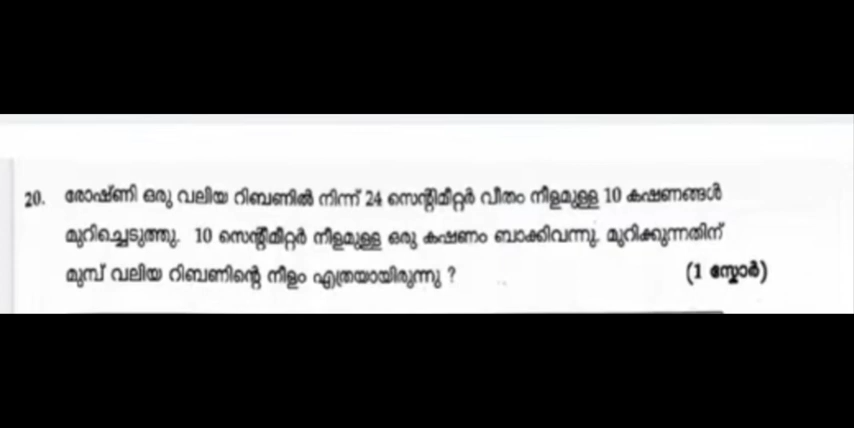 20. രോഷ്ണി ഒരു വലിയ റിബണിൽ നിന്ന് 24 സെന്റിമീറ്റർ വീതം നീളമുള്ള 10 കഷണങ്ങൾ
മുറിച്ചെടുത്തു. 10 സെന്റീമീറ്റർ നീളമുള്ള ഒരു കഷണം ബാക്കിവന്നു. മുറിക്കുന്നതിന്
മുമ്പ് വലിയ റിബണിന്റെ നീളം എത്രയായിരുന്നു ? (1 സ്കോർ)